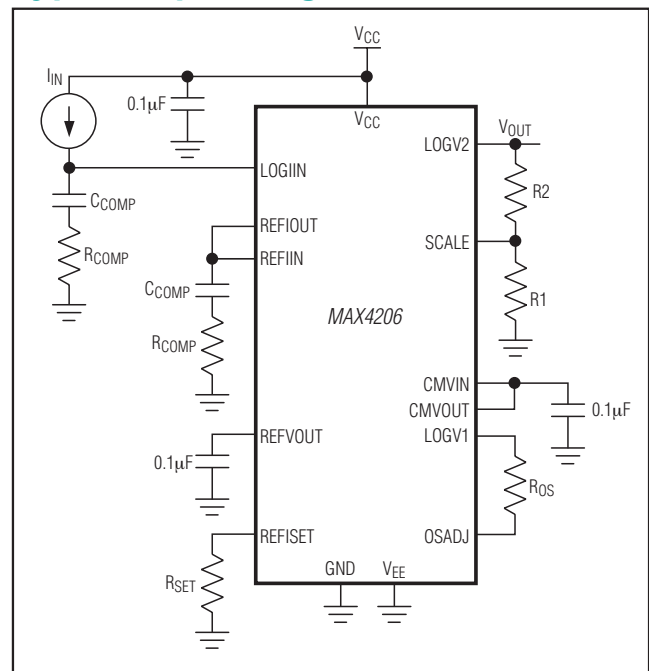 VCC
IIN
0.1µF
VCC
LOGV2
VOUT
LOGIIN
R2
CCOMP
REFIOUT
SCALE
RCOMP
REFIIN
R1
CCOMP
MAX4206
RCOMP
CMVIN
CMVOUT
0.1µF
REFVOUT
LOGV1
0.1µF
ROS
REFISET
OSADJ
RSET
GND
VEE